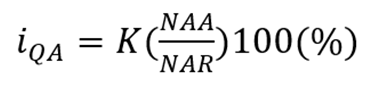 i_QA = K(NAA/NAR)100(%)